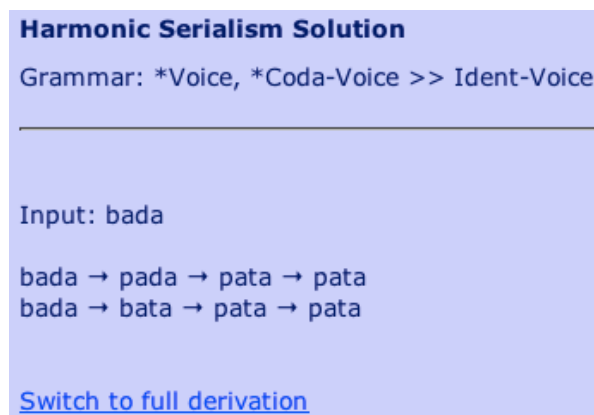 Harmonic Serialism Solution
Grammar: *Voice, *Coda-Voice >> Ident-Voice
Input: bada
bada → pada → pata → pata
bada → bata → pata → pata
Switch to full derivation